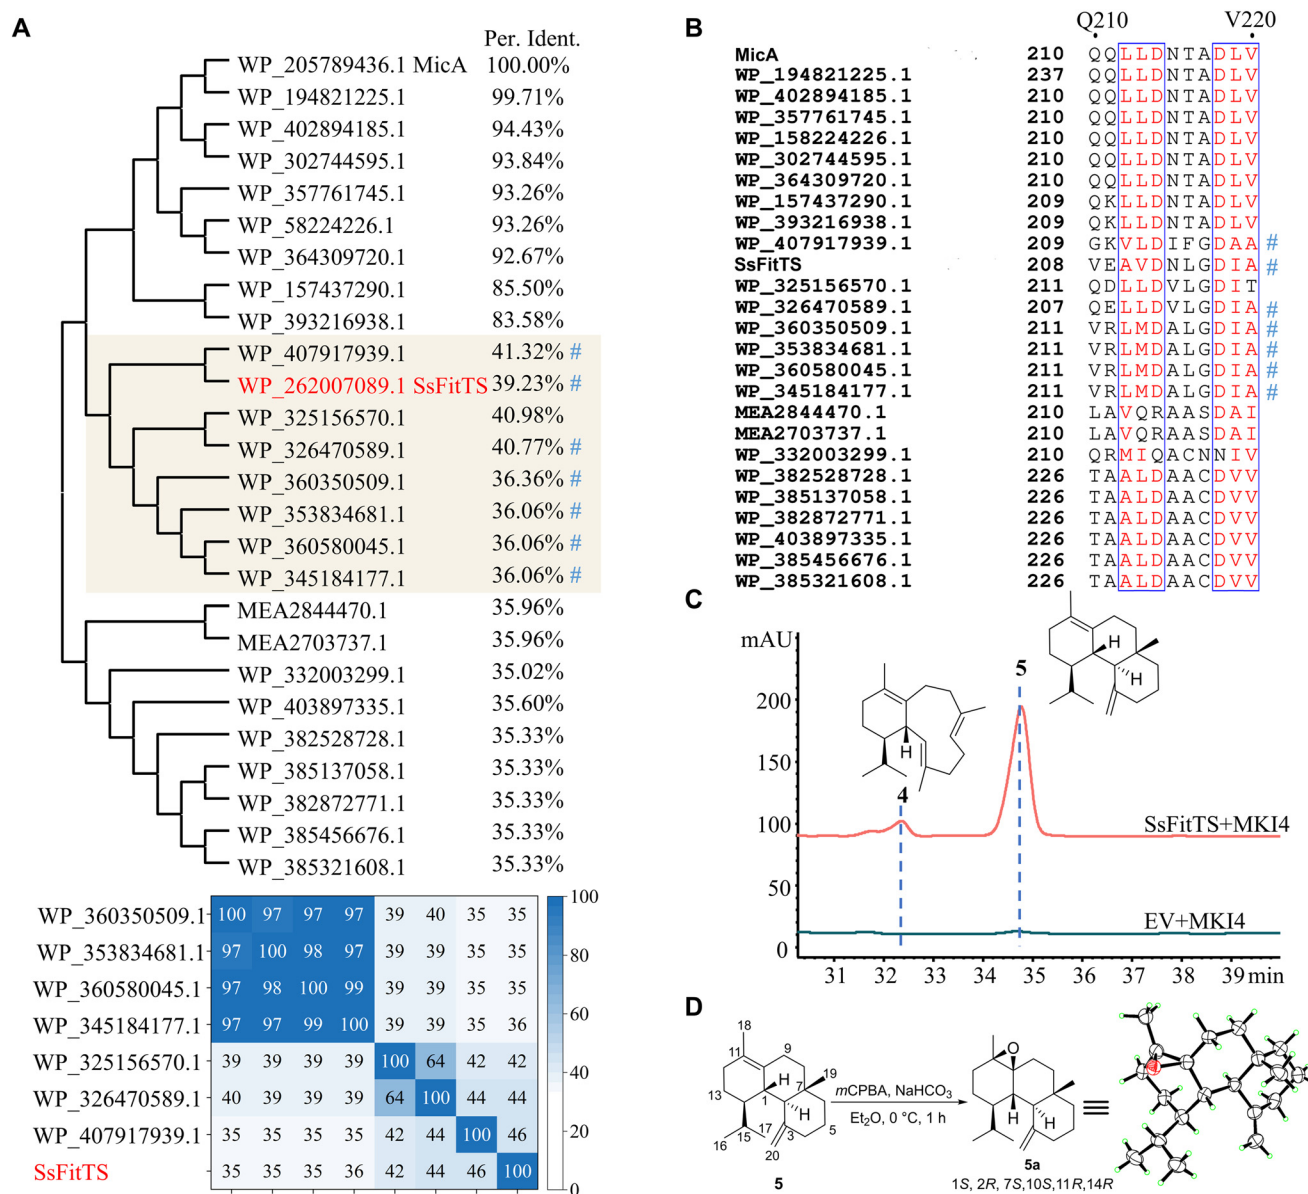 A
Per. Ident.
WP_205789436.1 MicA 100.00%
WP_194821225.1 99.71%
WP_402894185.1 94.43%
WP_302744595.1 93.84%
WP_357761745.1 93.26%
WP_58224226.1 93.26%
WP_364309720.1 92.67%
WP_157437290.1 85.50%
WP_393216938.1 83.58%
WP_407917939.1 41.32% #
WP_262007089.1 SsFitTS 39.23% #
WP_325156570.1 40.98%
WP_326470589.1 40.77% #
WP_360350509.1 36.36% #
WP_353834681.1 36.06% #
WP_360580045.1 36.06% #
WP_345184177.1 36.06% #
MEA2844470.1 35.96%
MEA2703737.1 35.96%
WP_332003299.1 35.02%
WP_403897335.1 35.60%
WP_382528728.1 35.33%
WP_385137058.1 35.33%
WP_382872771.1 35.33%
WP_385456676.1 35.33%
WP_385321608.1 35.33%
WP_360350509.1 100 97 97 97 39 40 35 35
WP_353834681.1 97 100 98 97 39 39 35 35
WP_360580045.1 97 98 100 99 39 39 35 35
WP_345184177.1 97 97 99 100 39 39 35 36
WP_325156570.1 39 39 39 39 100 64 42 42
WP_326470589.1 40 39 39 39 64 100 44 44
WP_407917939.1 35 35 35 35 42 44 100 46
SsFitTS 35 35 35 36 42 44 46 100
100
80
60
40
20
0
B
Q210 V220
MicA 210 QQLLDNTADLV
WP_194821225.1 237 QQLLDNTADLV
WP_402894185.1 210 QQLLDNTADLV
WP_357761745.1 210 QQLLDNTADLV
WP_158224226.1 210 QQLLDNTADLV
WP_302744595.1 210 QQLLDNTADLV
WP_364309720.1 210 QQLLDNTADLV
WP_157437290.1 209 QKLLDNTADLV
WP_393216938.1 209 QKLLDNTADLV
WP_407917939.1 209 GKVLDIFGDAA #
SsFitTS 208 VEAVDNLGDIA #
WP_325156570.1 211 QDLLDVLGDIT
WP_326470589.1 207 QELLDVLGDIA #
WP_360350509.1 211 VRLMDALGDIA #
WP_353834681.1 211 VRLMDALGDIA #
WP_360580045.1 211 VRLMDALGDIA #
WP_345184177.1 211 VRLMDALGDIA #
MEA2844470.1 210 LAVQRAASDAI
MEA2703737.1 210 LAVQRAASDAI
WP_332003299.1 210 QRMIQACNNIV
WP_382528728.1 226 TAALDAACDVV
WP_385137058.1 226 TAALDAACDVV
WP_382872771.1 226 TAALDAACDVV
WP_403897335.1 226 TAALDAACDVV
WP_385456676.1 226 TAALDAACDVV
WP_385321608.1 226 TAALDAACDVV
C
mAU
200
150
100
50
0
H
4
H
H
5
SsFitTS+MKI4
EV+MKI4
31 32 33 34 35 36 37 38 39 min
D
18
11
9
13
H
7
19
1
H
17
15
16
3
5
20
5
mCPBA, NaHCO3
Et2O, 0 °C, 1 h
O
H
H
5a
1S, 2R, 7S,10S,11R,14R